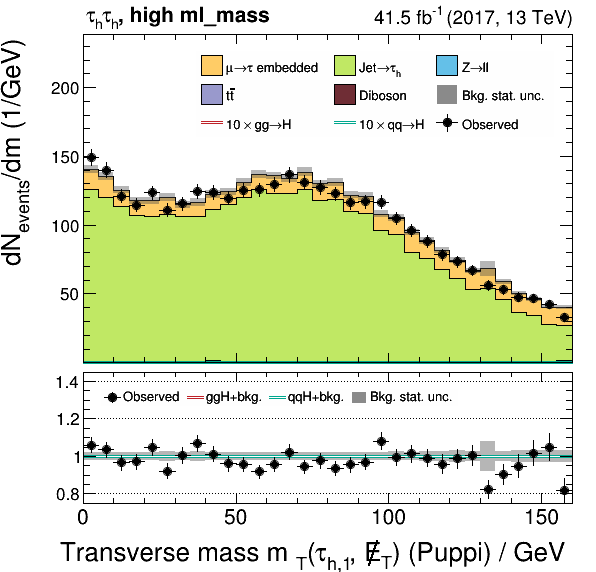 τhτh, high ml_mass 41.5 fb⁻¹ (2017, 13 TeV)
dNevents/dm (1/GeV)
200
150
100
50
μ→τ embedded Jet→τh Z→ll
tt̄ Diboson Bkg. stat. unc.
10 × gg→H 10 × qq→H Observed
1.4
1.2
1
0.8
Observed ggH+bkg. qqH+bkg. Bkg. stat. unc.
0 50 100 150
Transverse mass m T(τh,1, E̸T) (Puppi) / GeV